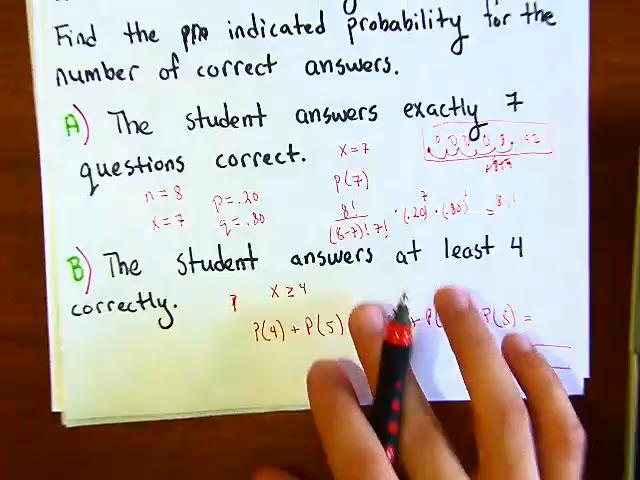 Find the indicated probability for the
number of correct answers.
A) The student answers exactly 7
questions correct.
x=7
P(7)
n=8 p=.20
x=7 q=.80
8!/(8-7)!7! · (.20)^7 · (.80)^1 =
B) The student answers at least 4
correctly.
X ≥ 4
P(4) + P(5) + P( P(8) =